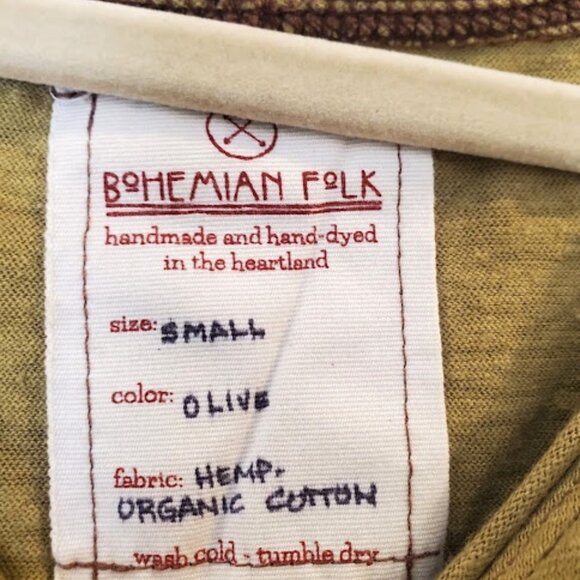 BOHEMIAN FOLK
handmade and hand-dyed
in the heartland
size: SMALL
color: OLIVE
fabric: HEMP-
ORGANIC COTTON
wash cold - tumble dry